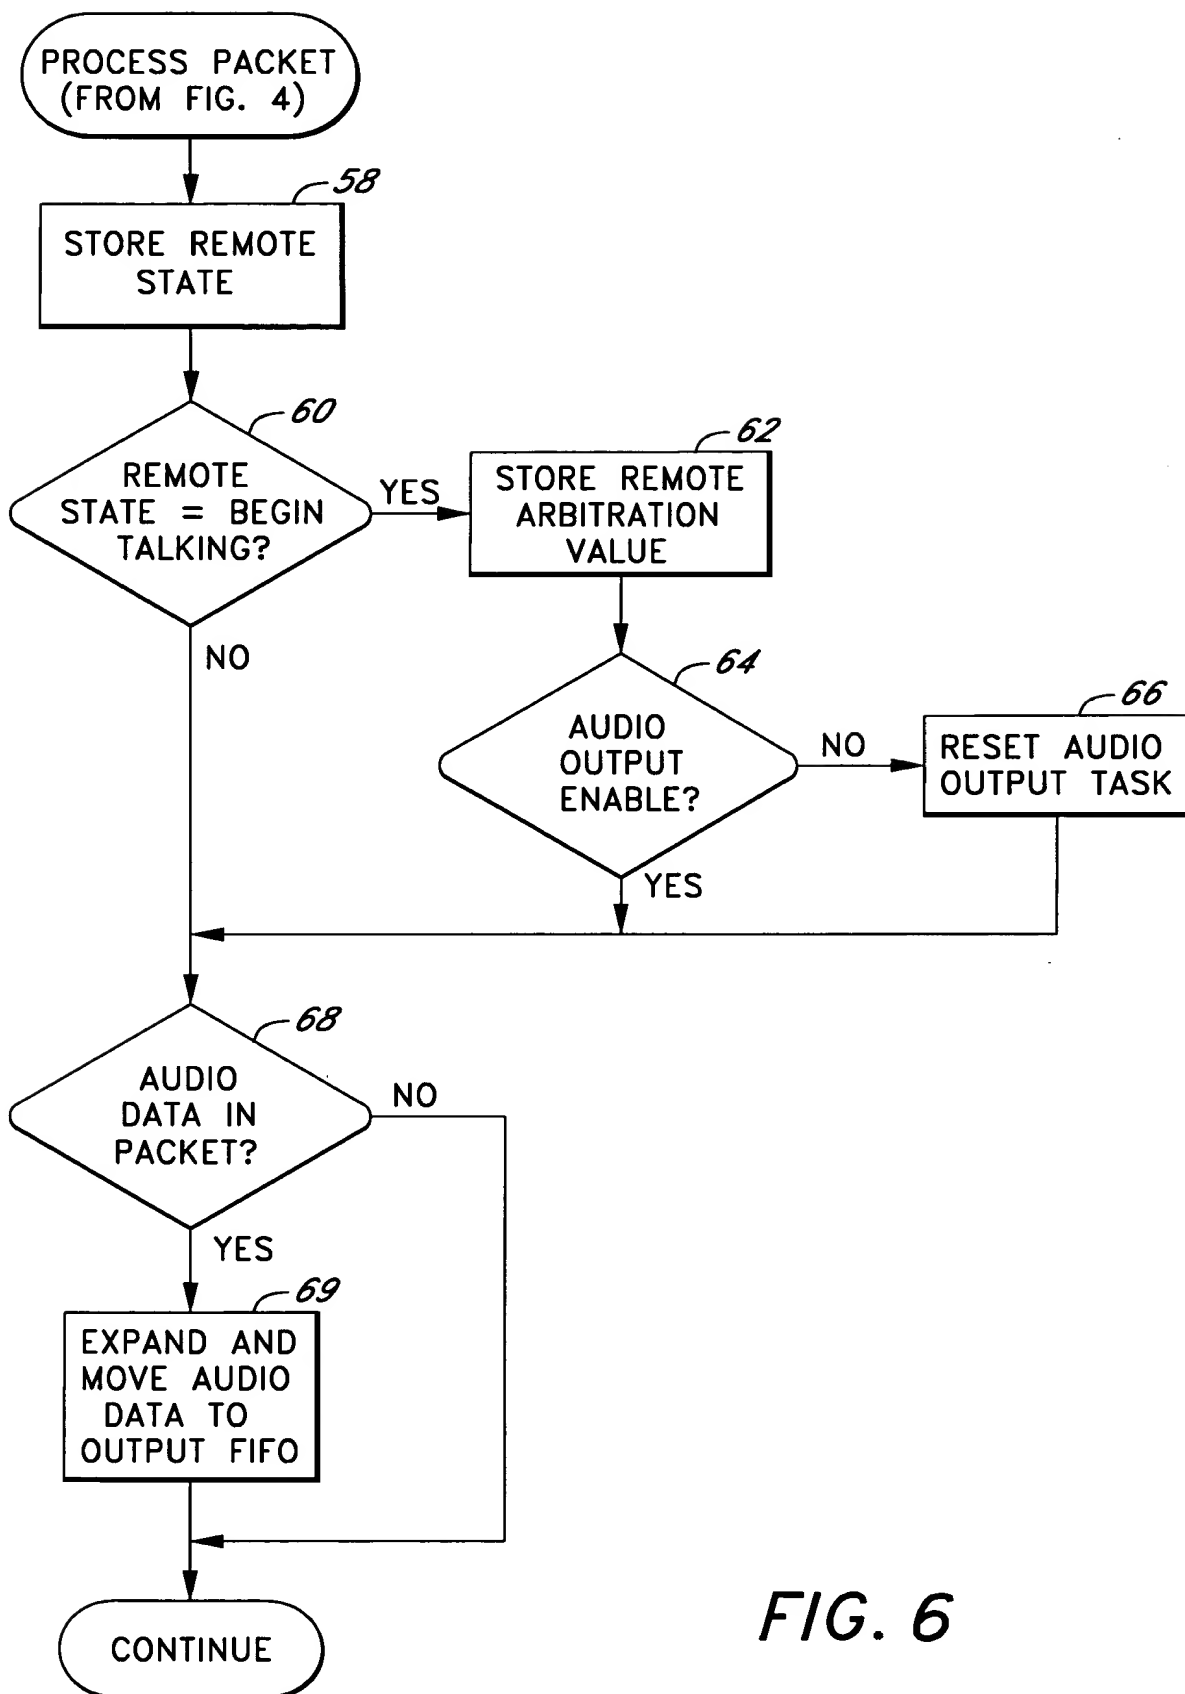 PROCESS PACKET
(FROM FIG. 4)
58
STORE REMOTE
STATE
60
REMOTE
STATE = BEGIN
TALKING?
YES
62
STORE REMOTE
ARBITRATION
VALUE
NO
64
AUDIO
OUTPUT
ENABLE?
NO
66
RESET AUDIO
OUTPUT TASK
YES
68
AUDIO
DATA IN
PACKET?
NO
YES
69
EXPAND AND
MOVE AUDIO
DATA TO
OUTPUT FIFO
CONTINUE
FIG. 6